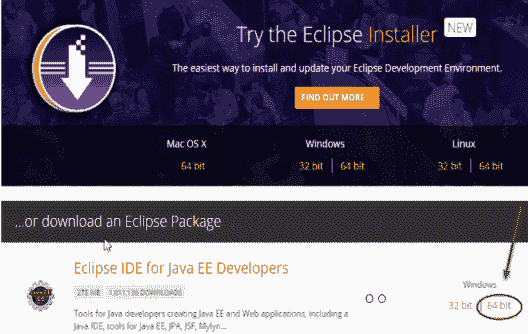 Try the Eclipse Installer NEW
The easiest way to install and update your Eclipse Development Environment.
FIND OUT MORE
Mac OS X Windows Linux
64 bit 32 bit 64 bit 32 bit 64 bit
...or download an Eclipse Package
Eclipse IDE for Java EE Developers
Windows
DOWNLOADS
32 bit 64 bit
Tools for Java developers creating Java EE and Web applications, including a
Java IDE, tools for Java EE, JPA, JSF, Mylyn...